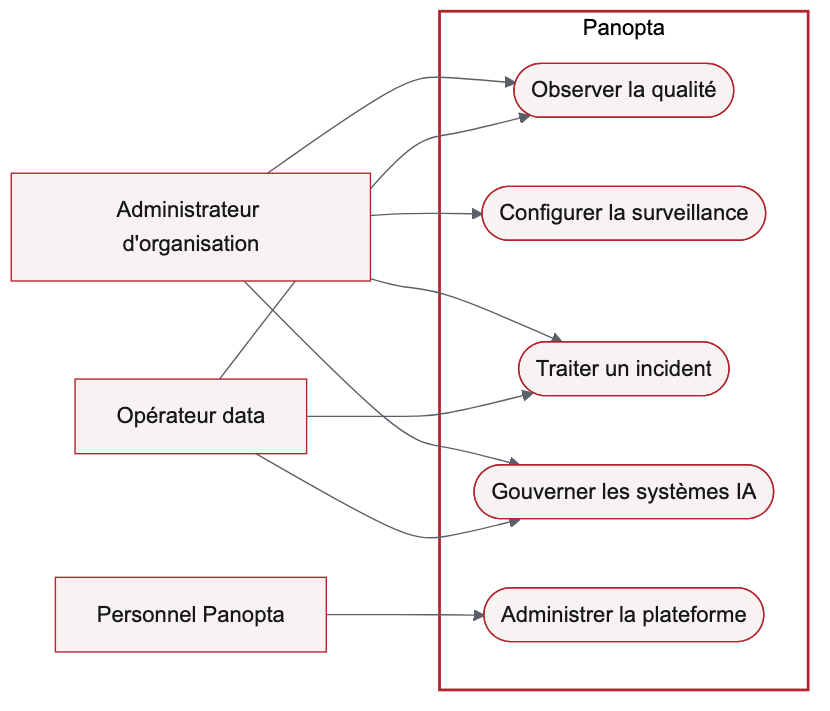 Panopta
Observer la qualité
Administrateur
d'organisation
Configurer la surveillance
Traiter un incident
Opérateur data
Gouverner les systèmes IA
Personnel Panopta
Administrer la plateforme